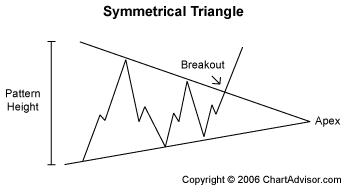 Symmetrical Triangle
Breakout
Pattern
Height
Apex
Copyright © 2006 ChartAdvisor.com